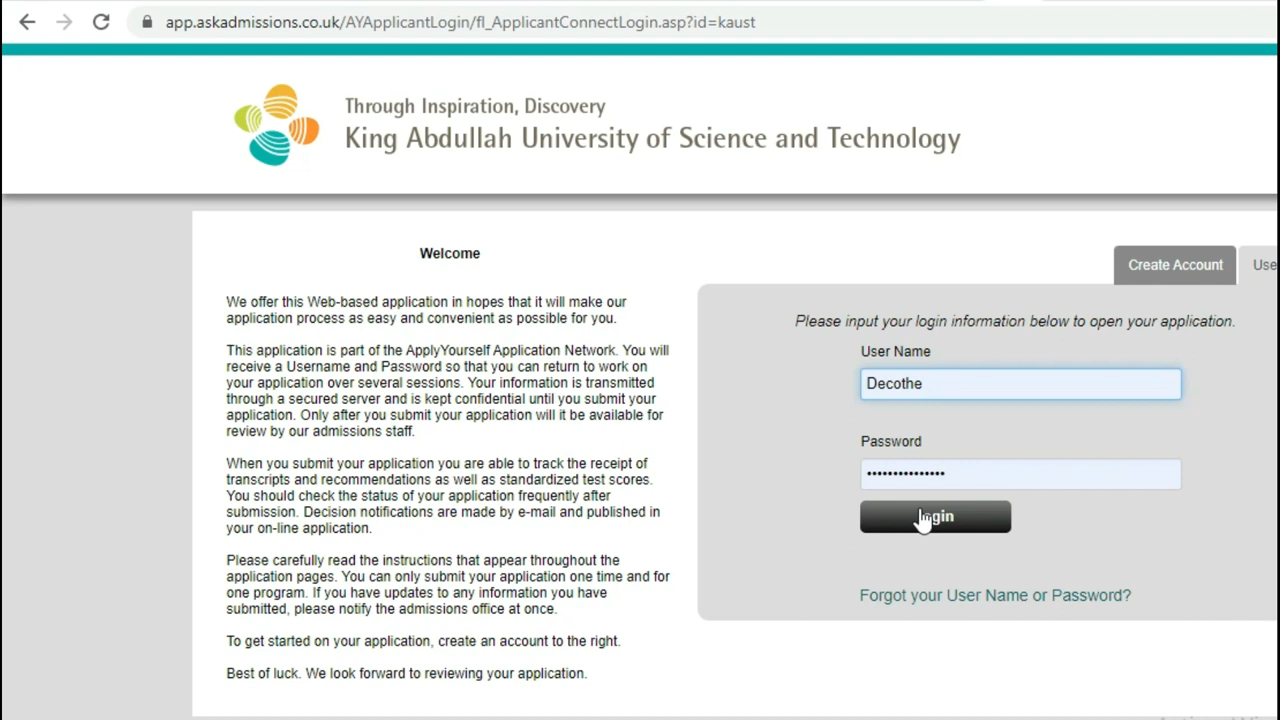 app.askadmissions.co.uk/AYApplicantLogin/fl_ApplicantConnectLogin.asp?id=kaust
Through Inspiration, Discovery
King Abdullah University of Science and Technology
Welcome
We offer this Web-based application in hopes that it will make our
application process as easy and convenient as possible for you.
This application is part of the ApplyYourself Application Network. You will
receive a Username and Password so that you can return to work on
your application over several sessions. Your information is transmitted
through a secured server and is kept confidential until you submit your
application. Only after you submit your application will it be available for
review by our admissions staff.
When you submit your application you are able to track the receipt of
transcripts and recommendations as well as standardized test scores.
You should check the status of your application frequently after
submission. Decision notifications are made by e-mail and published in
your on-line application.
Please carefully read the instructions that appear throughout the
application pages. You can only submit your application one time and for
one program. If you have updates to any information you have
submitted, please notify the admissions office at once.
To get started on your application, create an account to the right.
Best of luck. We look forward to reviewing your application.
Create Account
Use
Please input your login information below to open your application.
User Name
Decothe
Password
•••••••••••••••
Login
Forgot your User Name or Password?